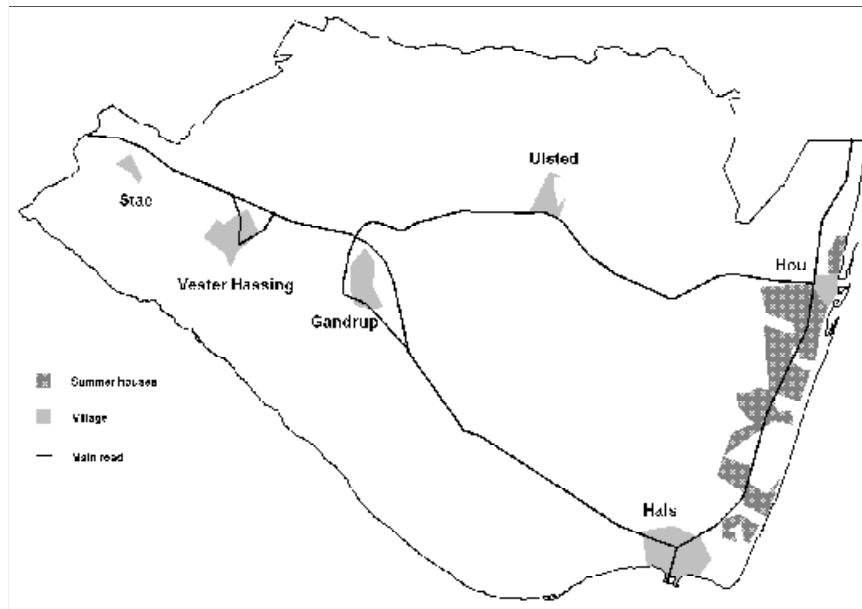 Ulsted
Stae
Hou
Vester Hassing
Gandrup
Summer houses
Village
Main road
Hals